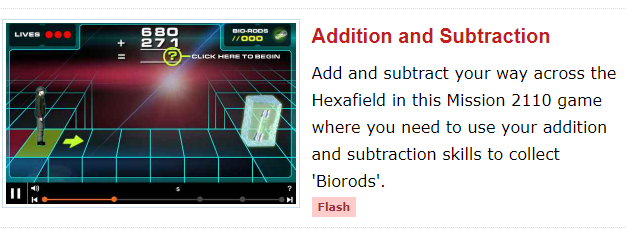 LIVES
680
+ 271
=
?
CLICK HERE TO BEGIN
BIO-RODS
//000
s
?
Addition and Subtraction
Add and subtract your way across the
Hexafield in this Mission 2110 game
where you need to use your addition
and subtraction skills to collect
'Biorods'.
Flash